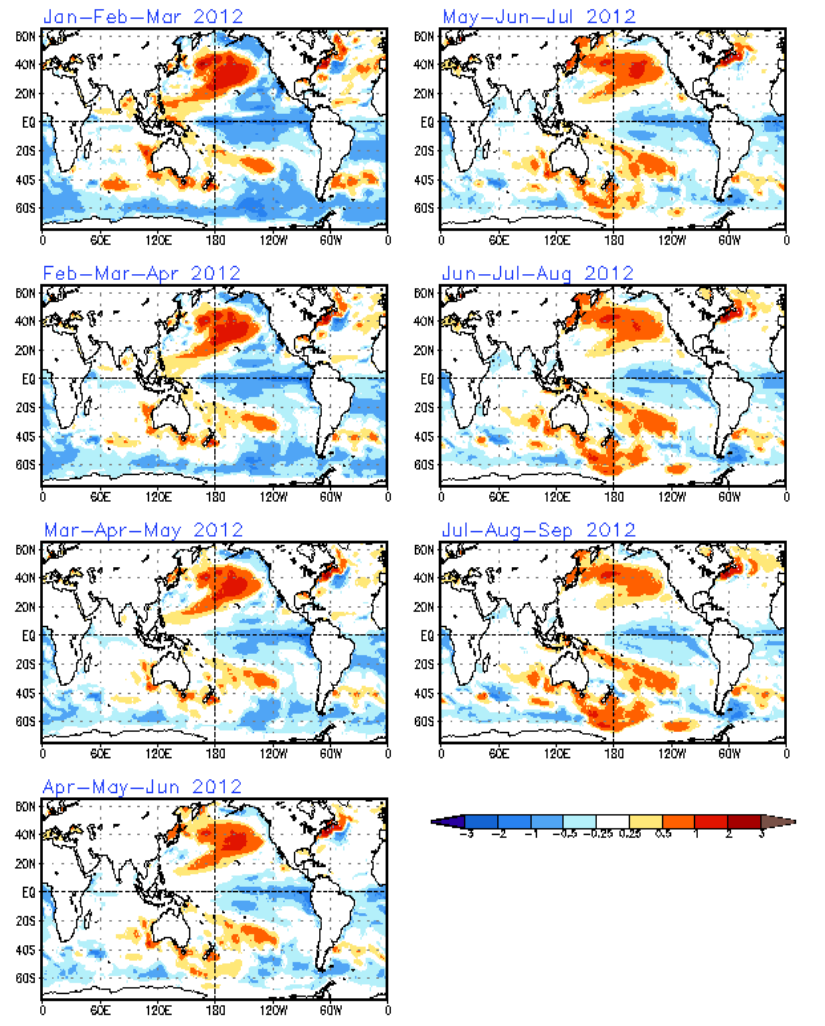 Jan-Feb-Mar 2012
60N
40N
20N
EQ
20S
40S
60S
0 60E 120E 180 120W 60W 0
May-Jun-Jul 2012
60N
40N
20N
EQ
20S
40S
60S
0 60E 120E 180 120W 60W 0
Feb-Mar-Apr 2012
60N
40N
20N
EQ
20S
40S
60S
0 60E 120E 180 120W 60W 0
Jun-Jul-Aug 2012
60N
40N
20N
EQ
20S
40S
60S
0 60E 120E 180 120W 60W 0
Mar-Apr-May 2012
60N
40N
20N
EQ
20S
40S
60S
0 60E 120E 180 120W 60W 0
Jul-Aug-Sep 2012
60N
40N
20N
EQ
20S
40S
60S
0 60E 120E 180 120W 60W 0
Apr-May-Jun 2012
60N
40N
20N
EQ
20S
40S
60S
0 60E 120E 180 120W 60W 0
-3 -2 -1 -0.5 -0.25 0.25 0.5 1 2 3